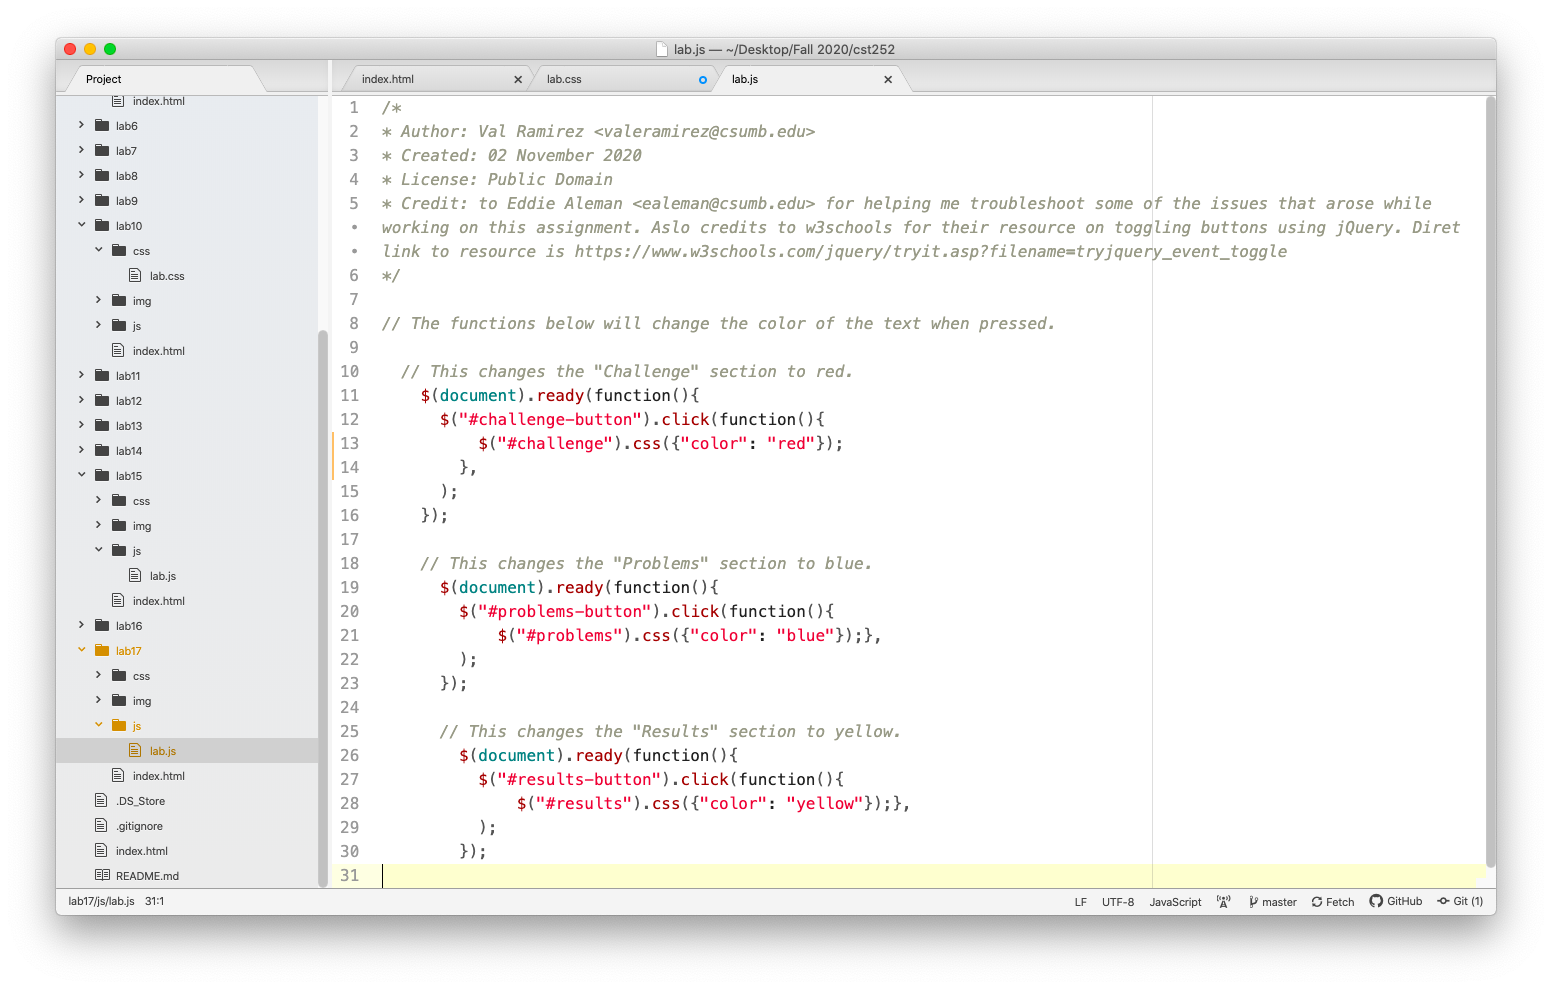 lab.js — ~/Desktop/Fall 2020/cst252
Project
index.html
lab.css
lab.js
index.html
lab6
lab7
lab8
lab9
lab10
css
lab.css
img
js
index.html
lab11
lab12
lab13
lab14
lab15
css
img
js
lab.js
index.html
lab16
lab17
css
img
js
lab.js
index.html
.DS_Store
.gitignore
index.html
README.md
1 /*
2 * Author: Val Ramirez <valeramirez@csumb.edu>
3 * Created: 02 November 2020
4 * License: Public Domain
5 * Credit: to Eddie Aleman <ealeman@csumb.edu> for helping me troubleshoot some of the issues that arose while
• working on this assignment. Aslo credits to w3schools for their resource on toggling buttons using jQuery. Diret
• link to resource is https://www.w3schools.com/jquery/tryit.asp?filename=tryjquery_event_toggle
6 */
7
8 // The functions below will change the color of the text when pressed.
9
10 // This changes the "Challenge" section to red.
11 $(document).ready(function(){
12 $("#challenge-button").click(function(){
13 $("#challenge").css({"color": "red"});
14 },
15 );
16 });
17
18 // This changes the "Problems" section to blue.
19 $(document).ready(function(){
20 $("#problems-button").click(function(){
21 $("#problems").css({"color": "blue"});},
22 );
23 });
24
25 // This changes the "Results" section to yellow.
26 $(document).ready(function(){
27 $("#results-button").click(function(){
28 $("#results").css({"color": "yellow"});},
29 );
30 });
31
lab17/js/lab.js 31:1
LF UTF-8 JavaScript master Fetch GitHub Git (1)